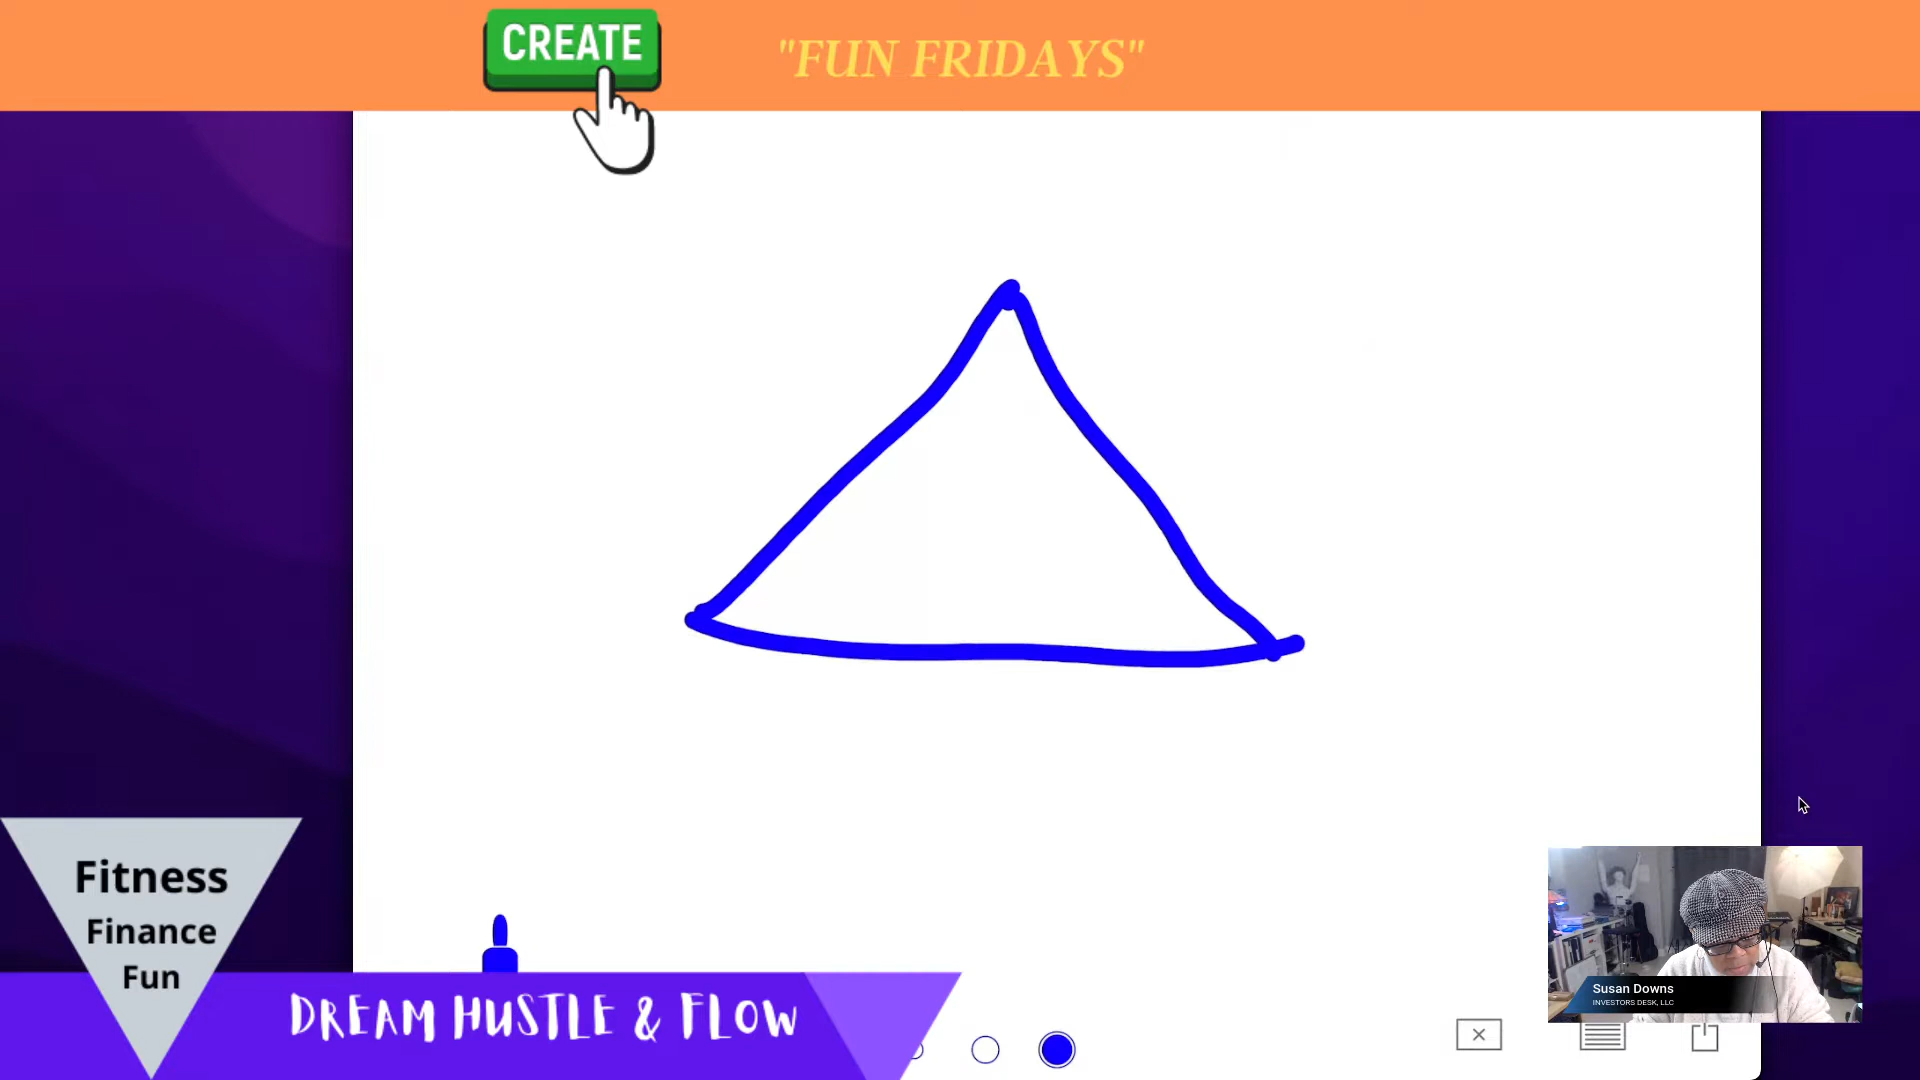 CREATE
"FUN FRIDAYS"
Fitness
Finance
Fun
DREAM HUSTLE & FLOW
Susan Downs
INVESTORS DESK, LLC